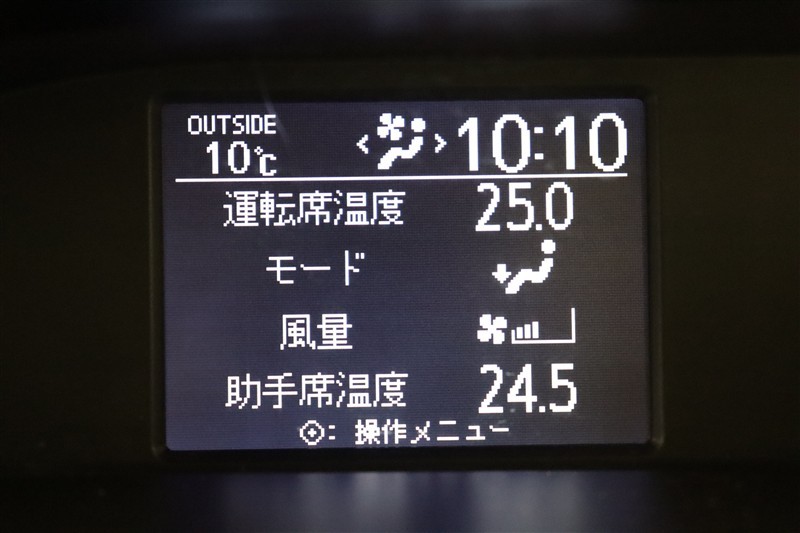 OUTSIDE
10℃
< > 10:10
運転席温度 25.0
モード
風量
助手席温度 24.5
: 操作メニュー